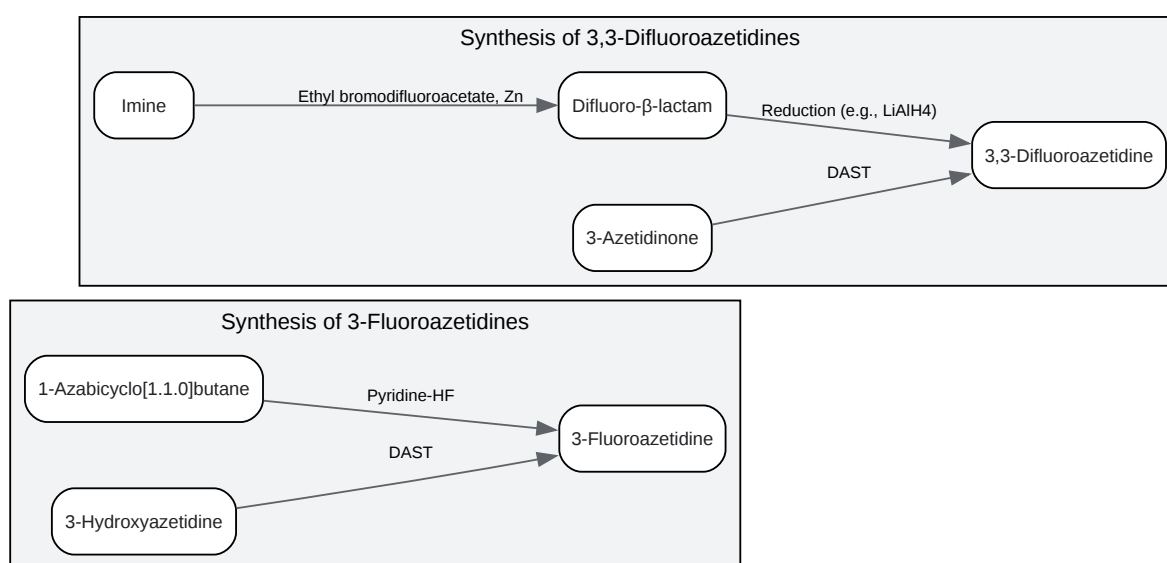 Synthesis of 3,3-Difluoroazetidines
Imine
Ethyl bromodifluoroacetate, Zn
Difluoro-β-lactam
Reduction (e.g., LiAlH4)
3,3-Difluoroazetidine
DAST
3-Azetidinone
Synthesis of 3-Fluoroazetidines
1-Azabicyclo[1.1.0]butane
Pyridine-HF
3-Fluoroazetidine
DAST
3-Hydroxyazetidine